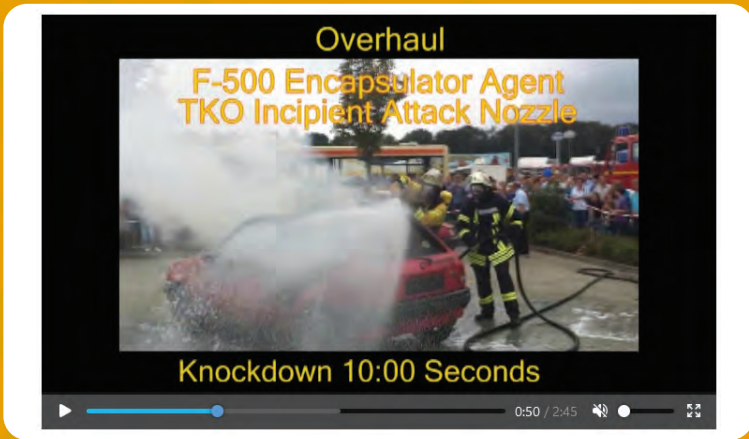 Overhaul
F-500 Encapsulator Agent
TKO Incipient Attack Nozzle
Knockdown 10:00 Seconds
0:50 / 2:45